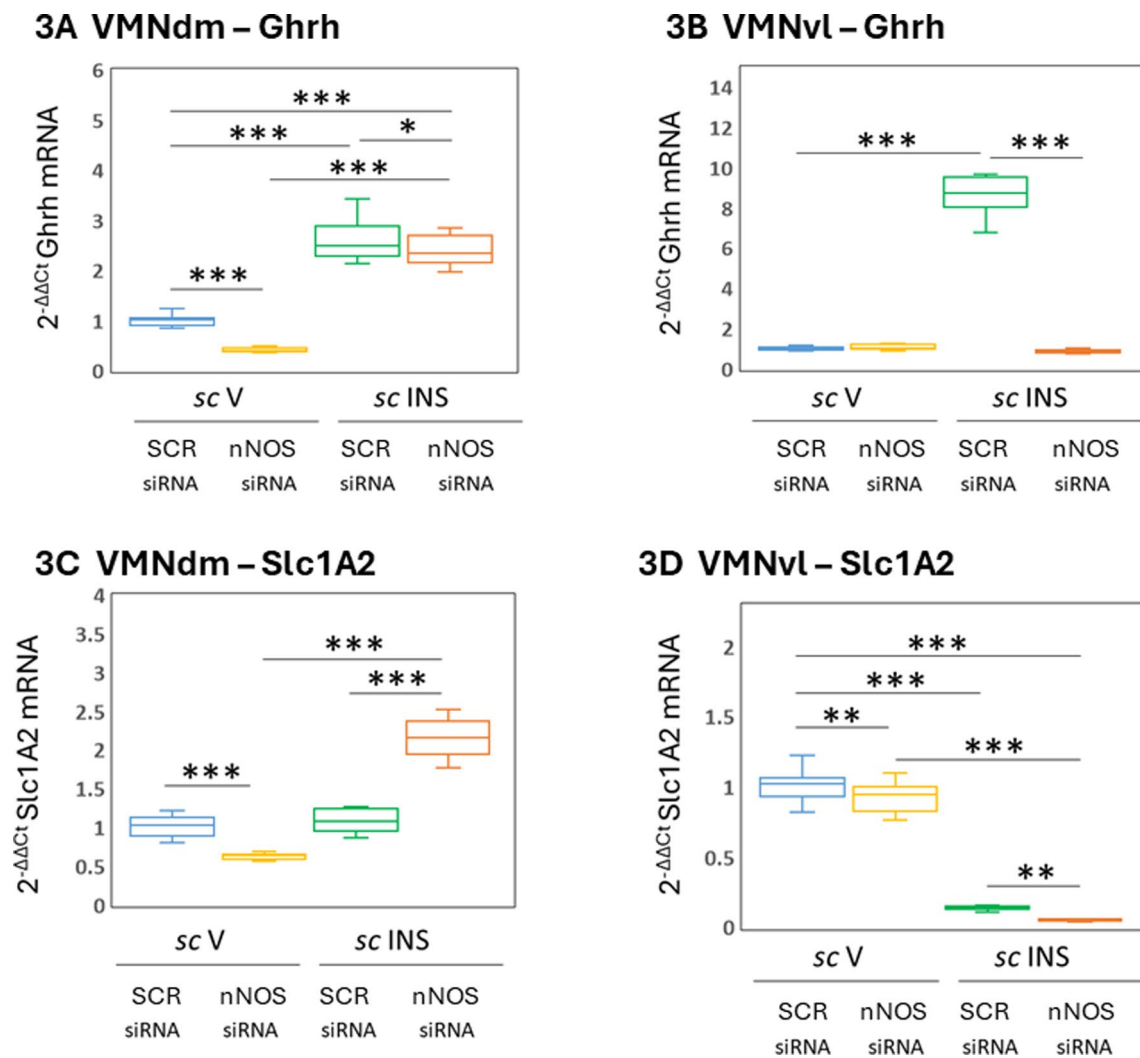 3A VMNdm – Ghrh
2-ΔΔCt Ghrh mRNA
6
5
4
3
2
1
0
***
*** *
***
***
sc V sc INS
SCR nNOS SCR nNOS
siRNA siRNA siRNA siRNA
3B VMNvl – Ghrh
2-ΔΔCt Ghrh mRNA
14
12
10
8
6
4
2
0
*** ***
sc V sc INS
SCR nNOS SCR nNOS
siRNA siRNA siRNA siRNA
3C VMNdm – Slc1A2
2-ΔΔCt Slc1A2 mRNA
4
3.5
3
2.5
2
1.5
1
0.5
0
***
***
***
sc V sc INS
SCR nNOS SCR nNOS
siRNA siRNA siRNA siRNA
3D VMNvl – Slc1A2
2-ΔΔCt Slc1A2 mRNA
2
1.5
1
0.5
0
***
***
**
***
**
sc V sc INS
SCR nNOS SCR nNOS
siRNA siRNA siRNA siRNA